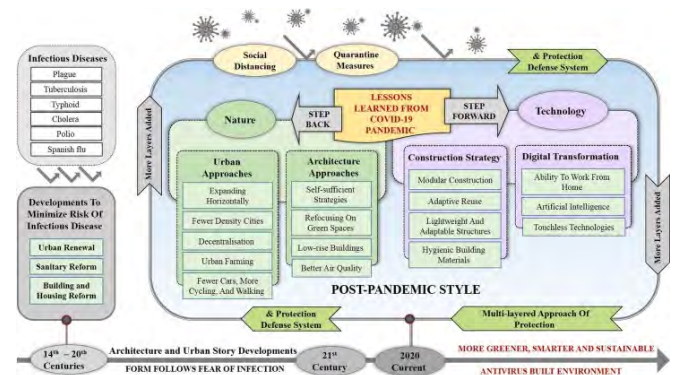 Infectious Diseases
Plague
Tuberculosis
Typhoid
Cholera
Polio
Spanish flu
Developments To
Minimize Risk Of
Infectious Disease
Urban Renewal
Sanitary Reform
Building and
Housing Reform
Social
Distancing
Quarantine
Measures
& Protection
Defense System
More Layers Added
Nature
STEP
BACK
LESSONS
LEARNED FROM
COVID-19
PANDEMIC
STEP
FORWARD
Technology
Urban
Approaches
Expanding
Horizontally
Fewer Density Cities
Decentralisation
Urban Farming
Fewer Cars, More
Cycling, And Walking
Architecture
Approaches
Self-sufficient
Strategies
Refocusing On
Green Spaces
Low-rise Buildings
Better Air Quality
Construction Strategy
Modular Construction
Adaptive Reuse
Lightweight And
Adaptable Structures
Hygienic Building
Materials
Digital Transformation
Ability To Work From
Home
Artificial Intelligence
Touchless Technologies
More Layers Added
POST-PANDEMIC STYLE
& Protection
Defense System
Multi-layered Approach Of
Protection
14th – 20th
Centuries
Architecture and Urban Story Developments
FORM FOLLOWS FEAR OF INFECTION
21st
Century
2020
Current
MORE GREENER, SMARTER AND SUSTAINABLE
ANTIVIRUS BUILT ENVIRONMENT